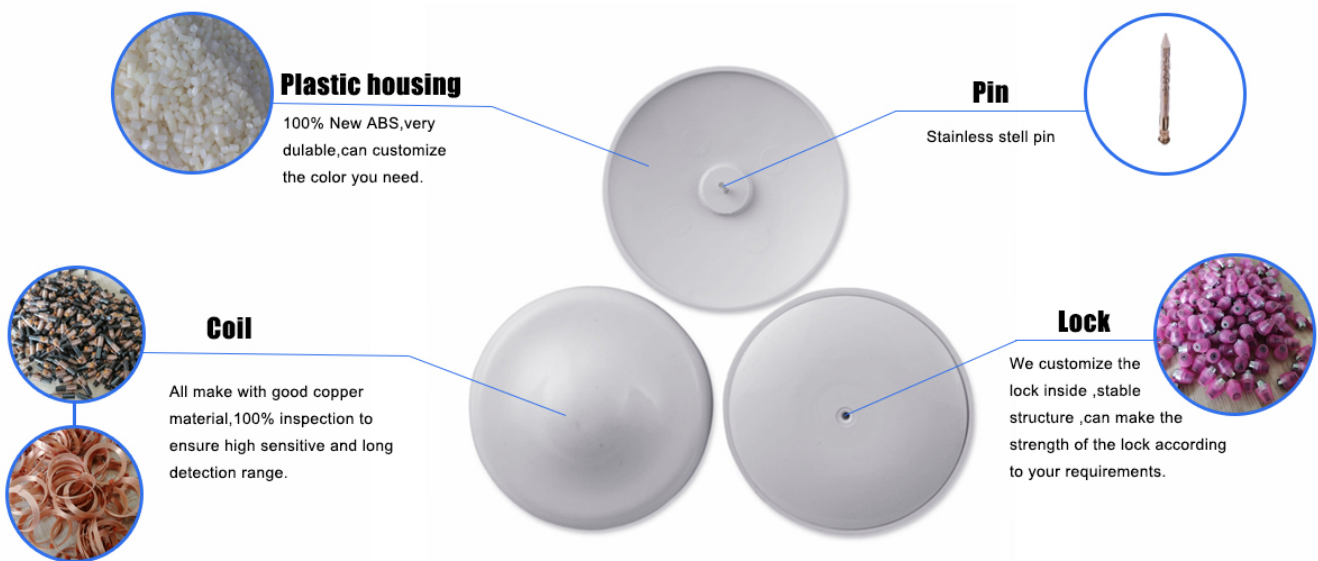 Plastic housing
100% New ABS,very
dulable,can customize
the color you need.
Pin
Stainless stell pin
Coil
All make with good copper
material,100% inspection to
ensure high sensitive and long
detection range.
Lock
We customize the
lock inside ,stable
structure ,can make the
strength of the lock according
to your requirements.